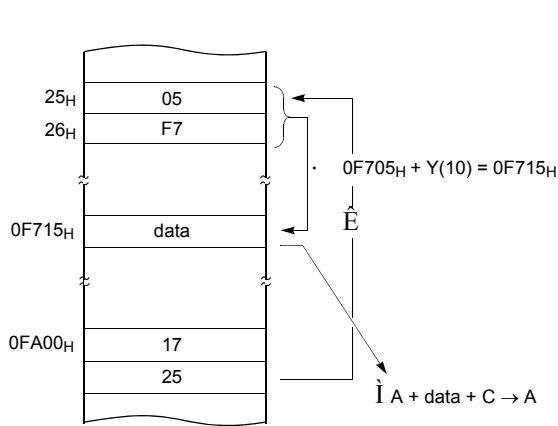 25H 05
26H F7
· 0F705H + Y(10) = 0F715H
Ê
0F715H data
0FA00H 17
25
Ì A + data + C → A